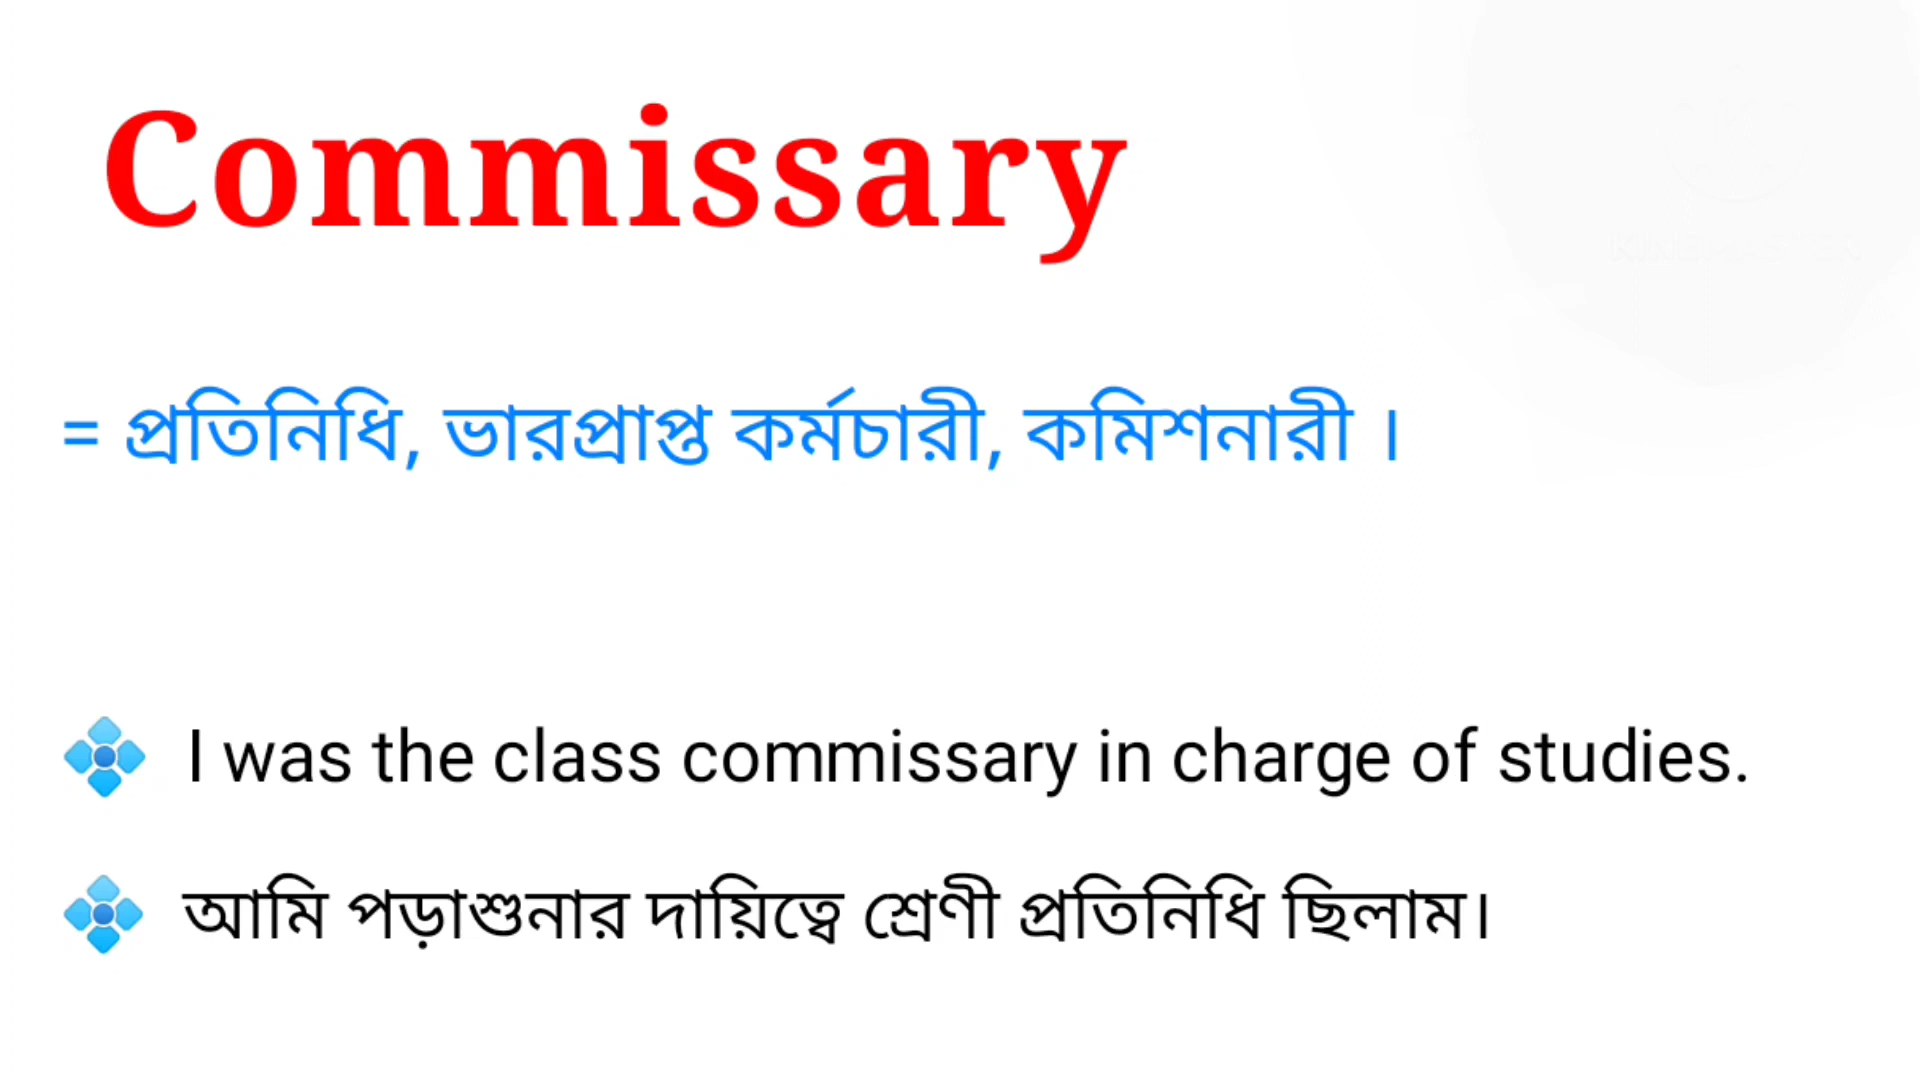 Commissary
= প্রতিনিধি, ভারপ্রাপ্ত কর্মচারী, কমিশনারী ।
I was the class commissary in charge of studies.
আমি পড়াশুনার দায়িত্বে শ্রেণী প্রতিনিধি ছিলাম।